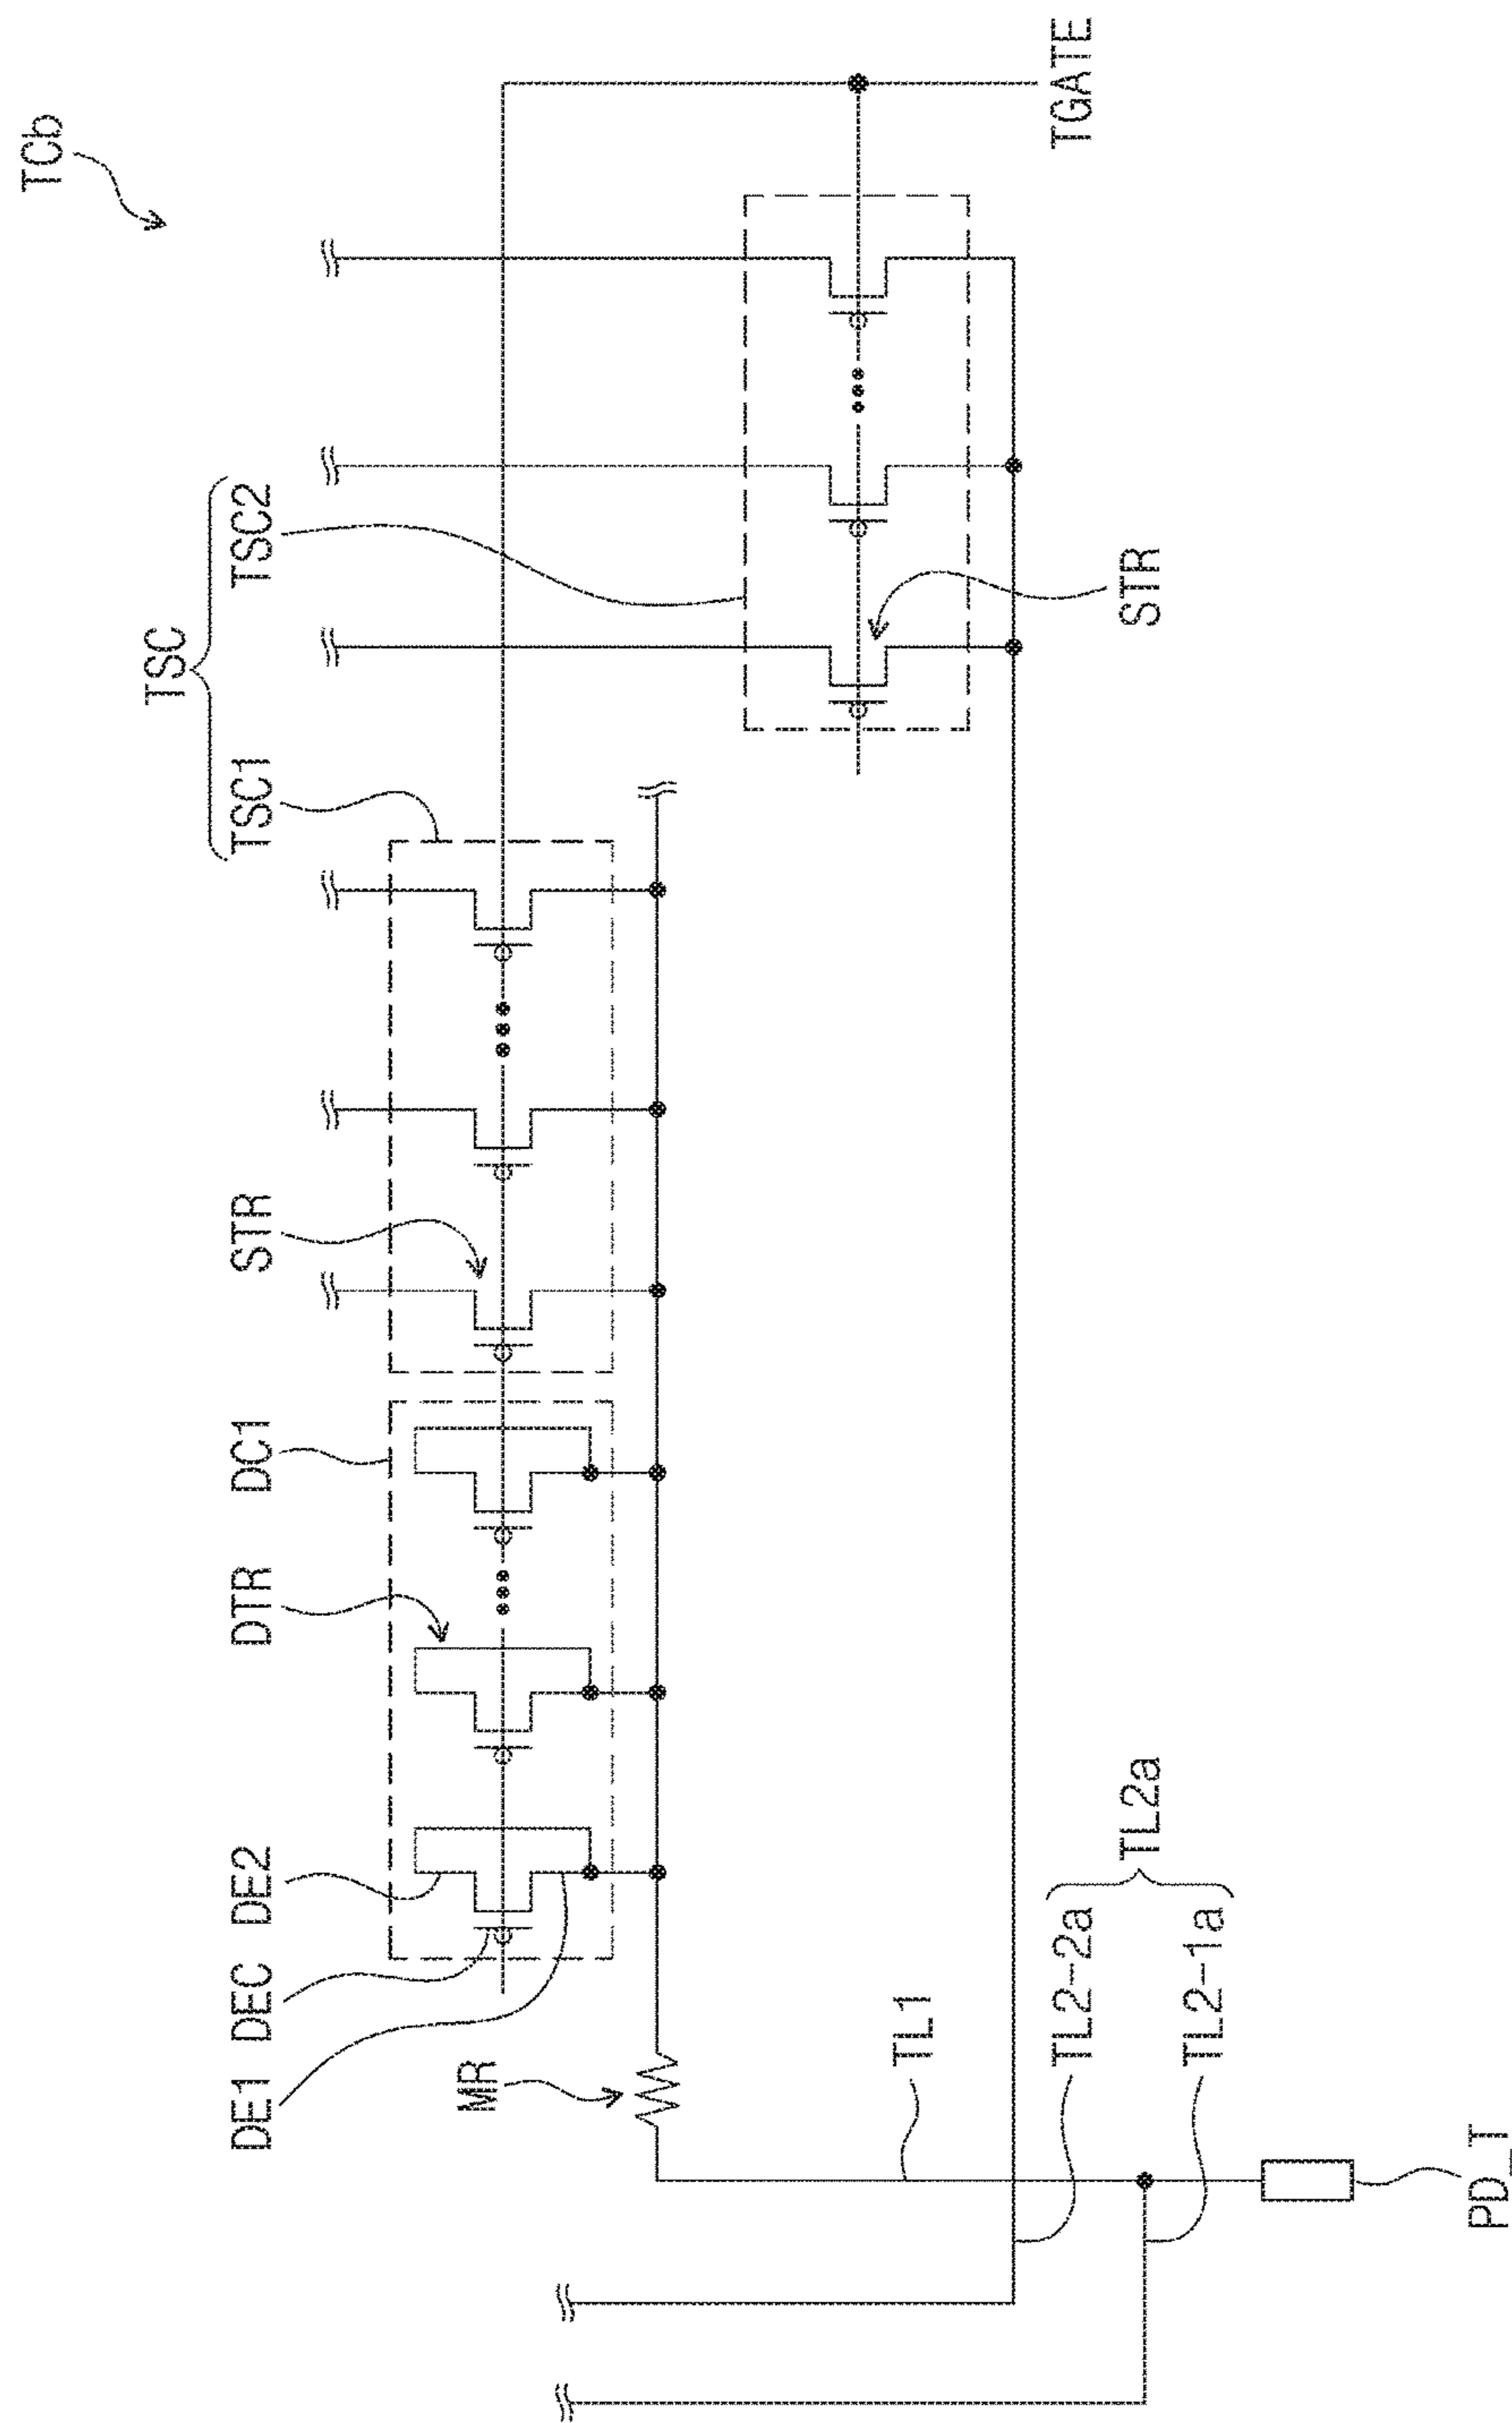 TCb
TSC
TSC1
TSC2
DE1
DEC
DE2
DTR
DC1
STR
MR
TGATE
STR
TL1
TL2-2a
TL2-1a
TL2a
PD_T